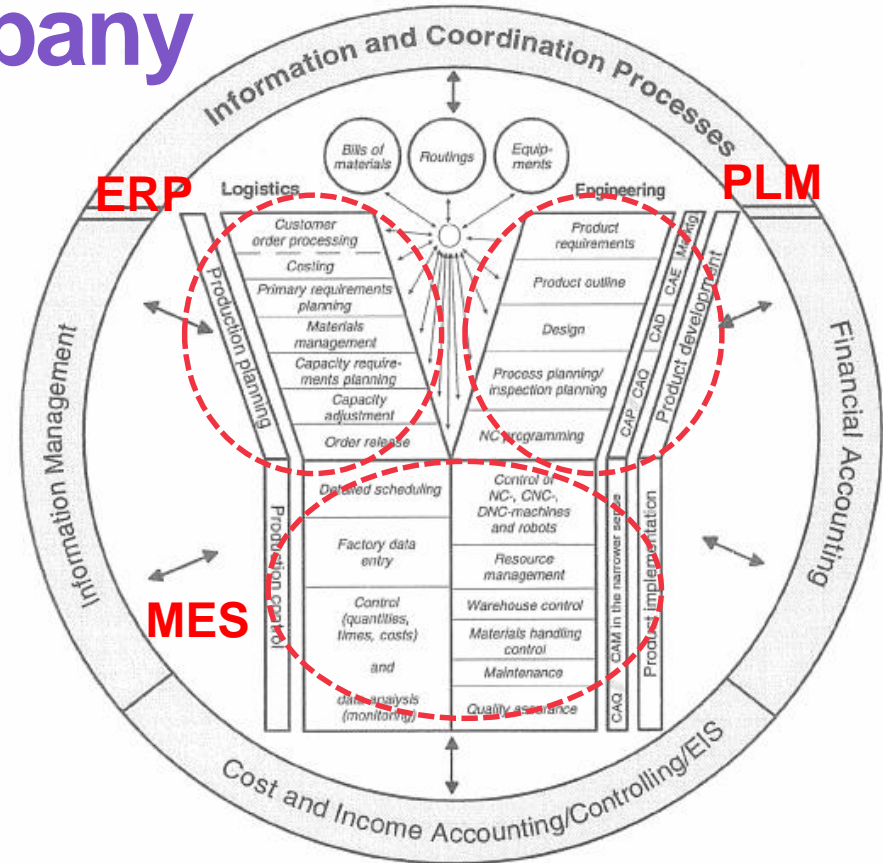 pany
Information and Coordination Processes
Bills of
materials
Routings
Equip-
ments
ERP
PLM
Logistics
Engineering
Customer
order processing
Costing
Primary requirements
planning
Materials
management
Capacity require-
ments planning
Capacity
adjustment
Order release
Production planning
Product
requirements
Product outline
Design
Process planning/
inspection planning
NC programming
Marktg.
CAE
CAD
CAQ
CAP
Product development
Information Management
Financial Accounting
MES
Production control
Detailed scheduling
Factory data
entry
Control
(quantities,
times, costs)
and
data analysis
(monitoring)
Control of
NC-, CNC-,
DNC-machines
and robots
Resource
management
Warehouse control
Materials handling
control
Maintenance
Quality assurance
CAM in the narrower sense
CAQ
Product implementation
Cost and Income Accounting/Controlling/EIS